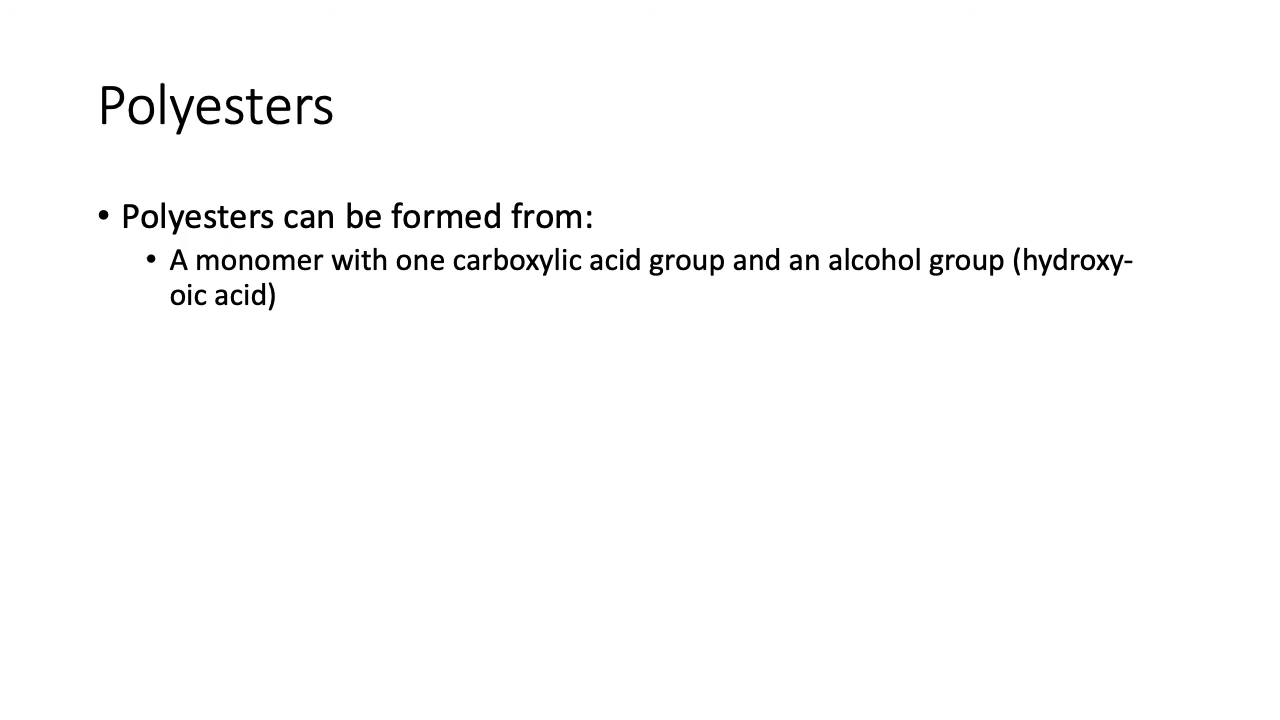 Polyesters
• Polyesters can be formed from:
• A monomer with one carboxylic acid group and an alcohol group (hydroxy-
oic acid)